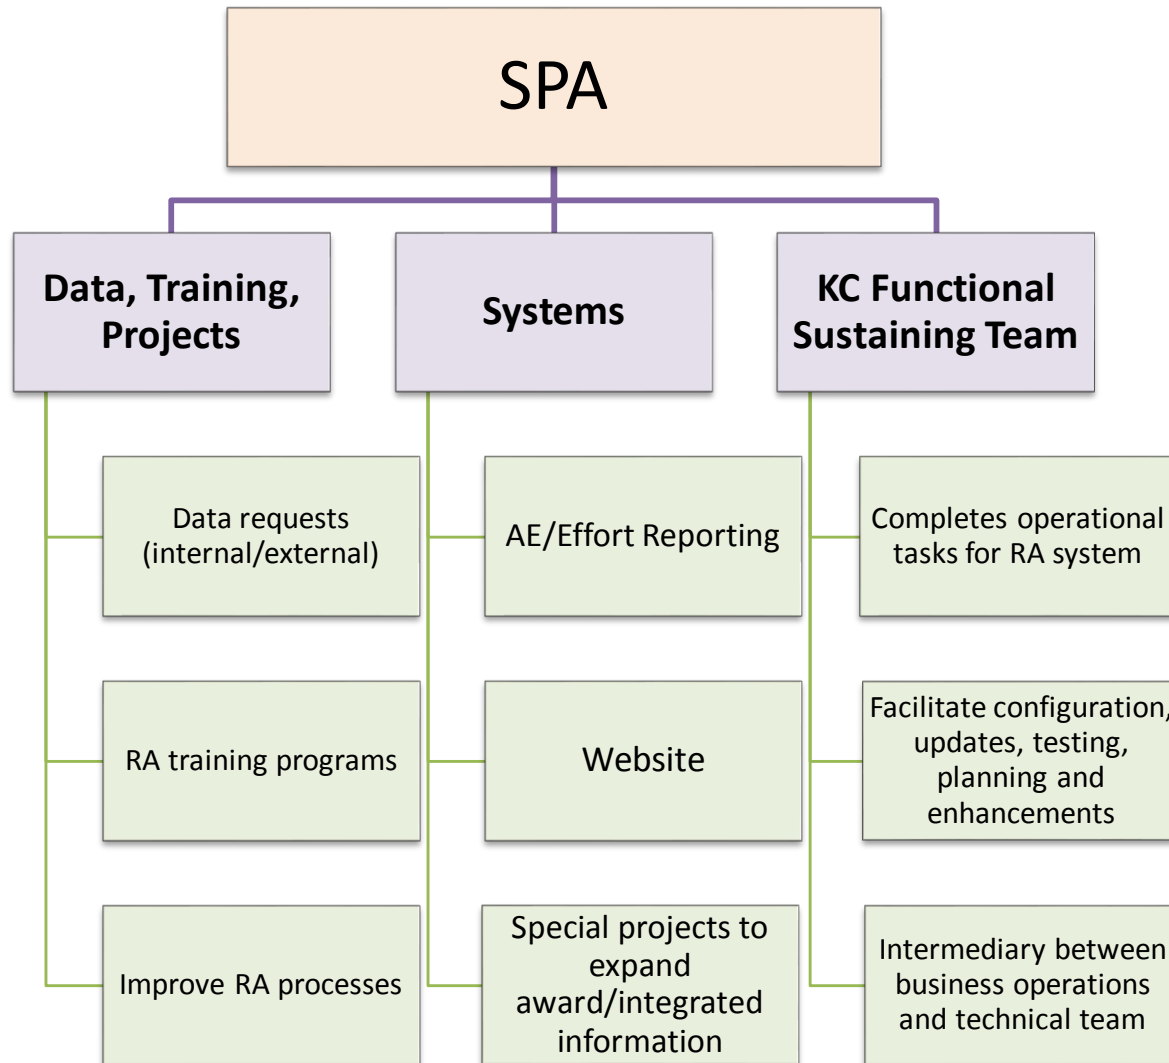 SPA
Data, Training,
Projects
Systems
KC Functional
Sustaining Team
Data requests
(internal/external)
AE/Effort Reporting
Completes operational
tasks for RA system
RA training programs
Website
Facilitate configuration,
updates, testing,
planning and
enhancements
Improve RA processes
Special projects to
expand
award/integrated
information
Intermediary between
business operations
and technical team